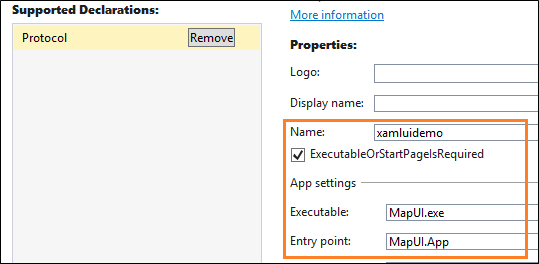 Supported Declarations:
Protocol
Remove
More information
Properties:
Logo:
Display name:
Name:
xamluidemo
ExecutableOrStartPageIsRequired
App settings
Executable:
MapUI.exe
Entry point:
MapUI.App